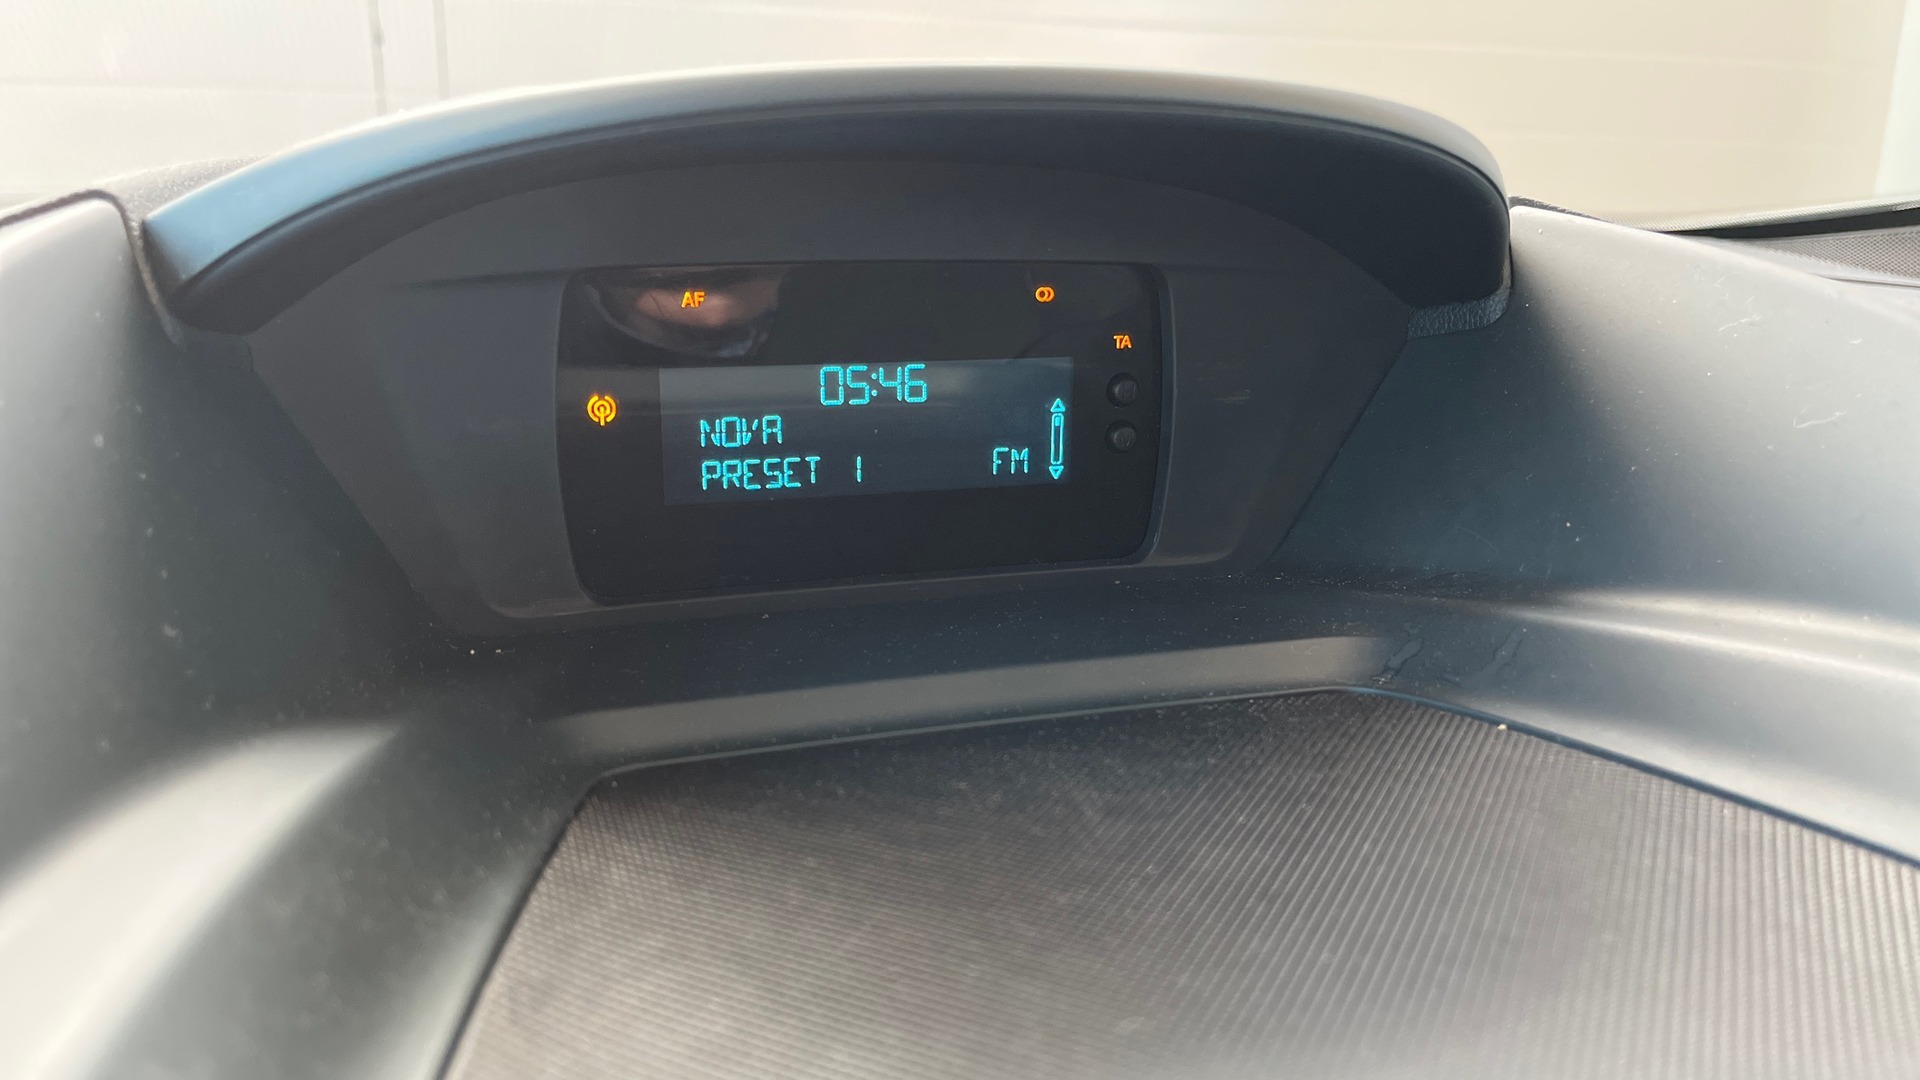 AF
TA
05:46
NOVA
PRESET 1 FM